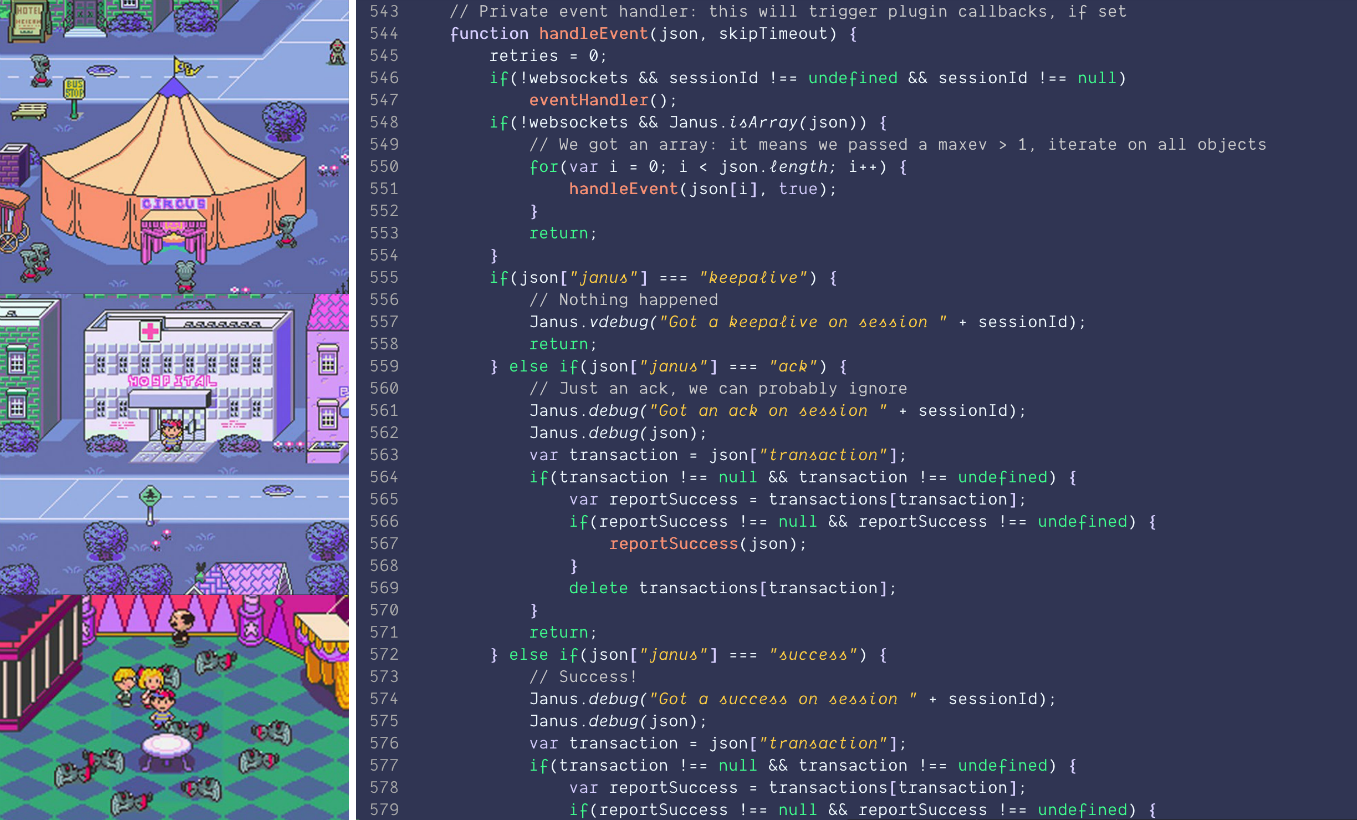 HOTEL
BUS
STOP
CIRCUS
HOSPITAL
543 // Private event handler: this will trigger plugin callbacks, if set
544 function handleEvent(json, skipTimeout) {
545 retries = 0;
546 if(!websockets && sessionId !== undefined && sessionId !== null)
547 eventHandler();
548 if(!websockets && Janus.isArray(json)) {
549 // We got an array: it means we passed a maxev > 1, iterate on all objects
550 for(var i = 0; i < json.length; i++) {
551 handleEvent(json[i], true);
552 }
553 return;
554 }
555 if(json["janus"] === "keepalive") {
556 // Nothing happened
557 Janus.vdebug("Got a keepalive on session " + sessionId);
558 return;
559 } else if(json["janus"] === "ack") {
560 // Just an ack, we can probably ignore
561 Janus.debug("Got an ack on session " + sessionId);
562 Janus.debug(json);
563 var transaction = json["transaction"];
564 if(transaction !== null && transaction !== undefined) {
565 var reportSuccess = transactions[transaction];
566 if(reportSuccess !== null && reportSuccess !== undefined) {
567 reportSuccess(json);
568 }
569 delete transactions[transaction];
570 }
571 return;
572 } else if(json["janus"] === "success") {
573 // Success!
574 Janus.debug("Got a success on session " + sessionId);
575 Janus.debug(json);
576 var transaction = json["transaction"];
577 if(transaction !== null && transaction !== undefined) {
578 var reportSuccess = transactions[transaction];
579 if(reportSuccess !== null && reportSuccess !== undefined) {